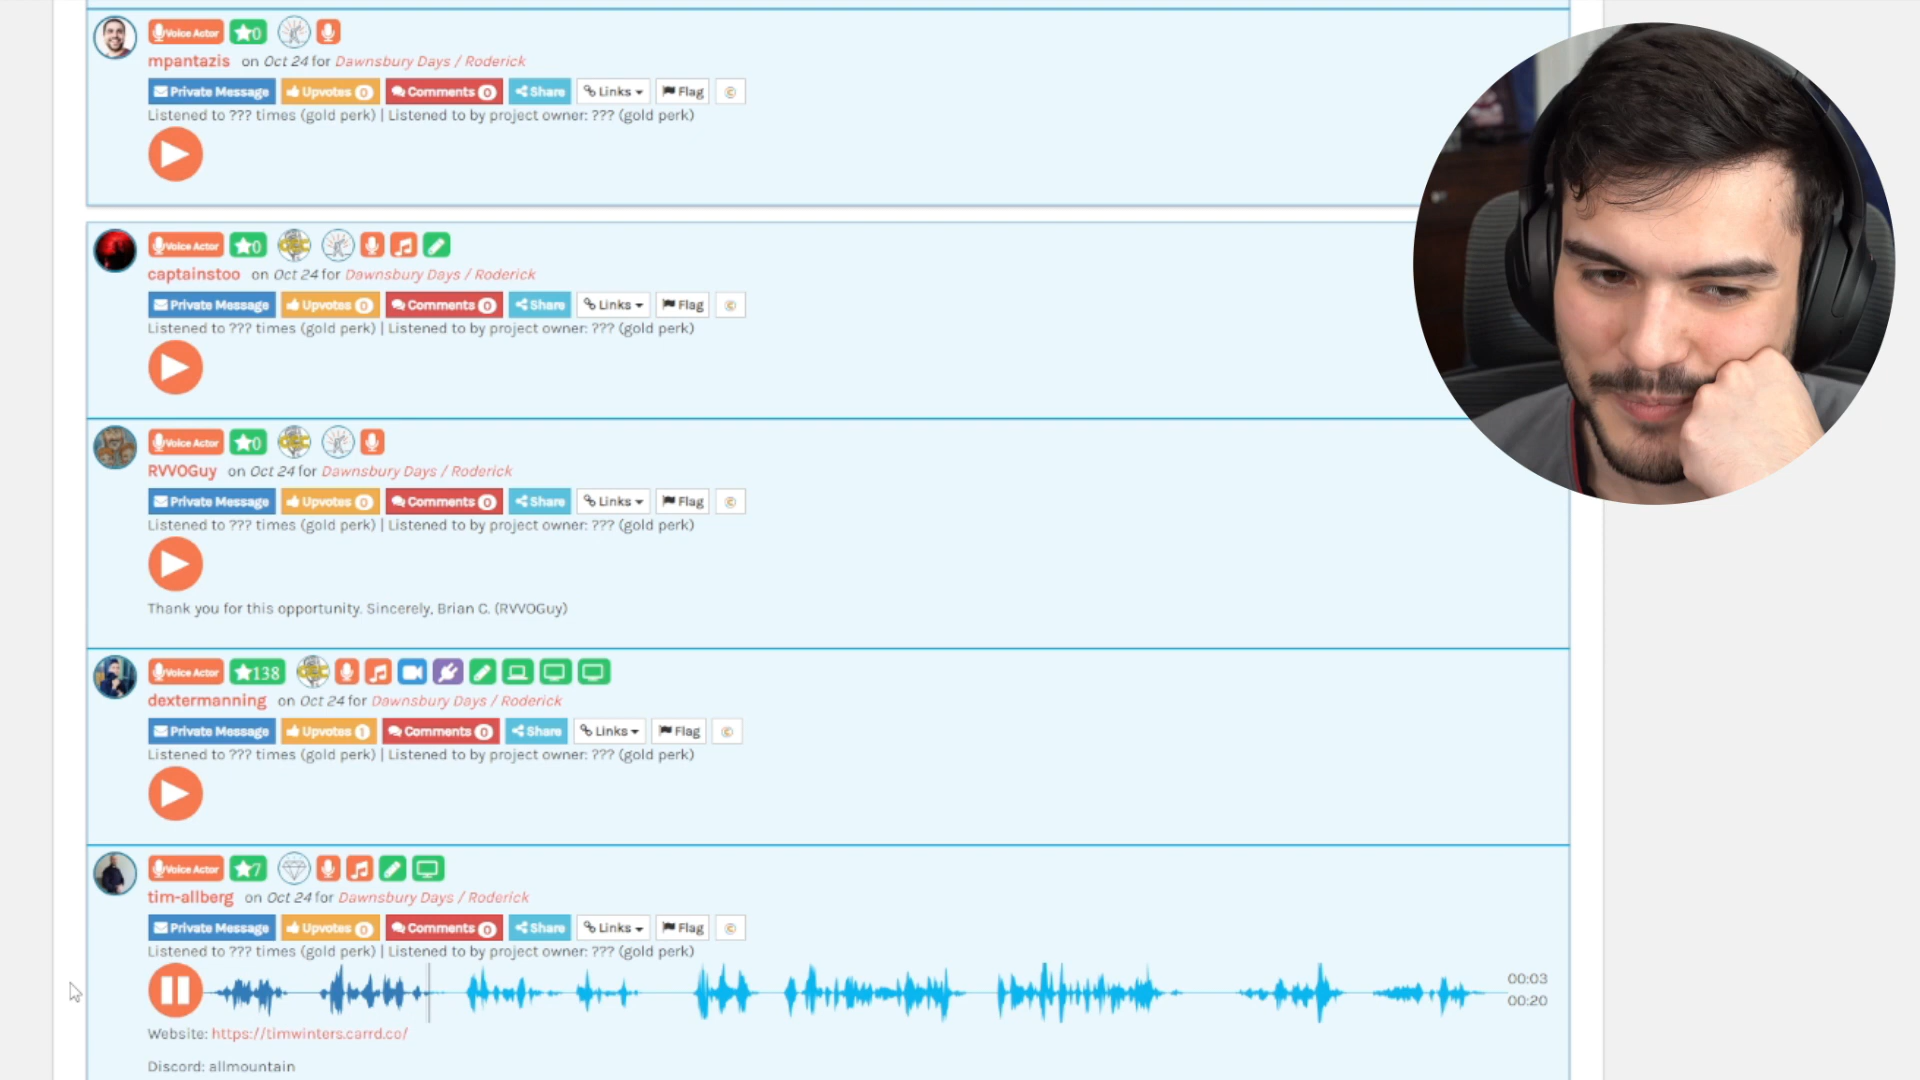 Voice Actor 0
mpantazis on Oct 24 for Dawnsbury Days / Roderick
Private Message Upvotes 0 Comments 0 Share Links Flag ©
Listened to ??? times (gold perk) | Listened to by project owner: ??? (gold perk)
Voice Actor 0
captainstoo on Oct 24 for Dawnsbury Days / Roderick
Private Message Upvotes 0 Comments 0 Share Links Flag ©
Listened to ??? times (gold perk) | Listened to by project owner: ??? (gold perk)
Voice Actor 0
RVVOGuy on Oct 24 for Dawnsbury Days / Roderick
Private Message Upvotes 0 Comments 0 Share Links Flag ©
Listened to ??? times (gold perk) | Listened to by project owner: ??? (gold perk)
Thank you for this opportunity. Sincerely, Brian C. (RVVOGuy)
Voice Actor 138
dextermanning on Oct 24 for Dawnsbury Days / Roderick
Private Message Upvotes 1 Comments 0 Share Links Flag ©
Listened to ??? times (gold perk) | Listened to by project owner: ??? (gold perk)
Voice Actor 7
tim-allberg on Oct 24 for Dawnsbury Days / Roderick
Private Message Upvotes 0 Comments 0 Share Links Flag ©
Listened to ??? times (gold perk) | Listened to by project owner: ??? (gold perk)
00:03
00:20
Website: https://timwinters.carrd.co/
Discord: allmountain